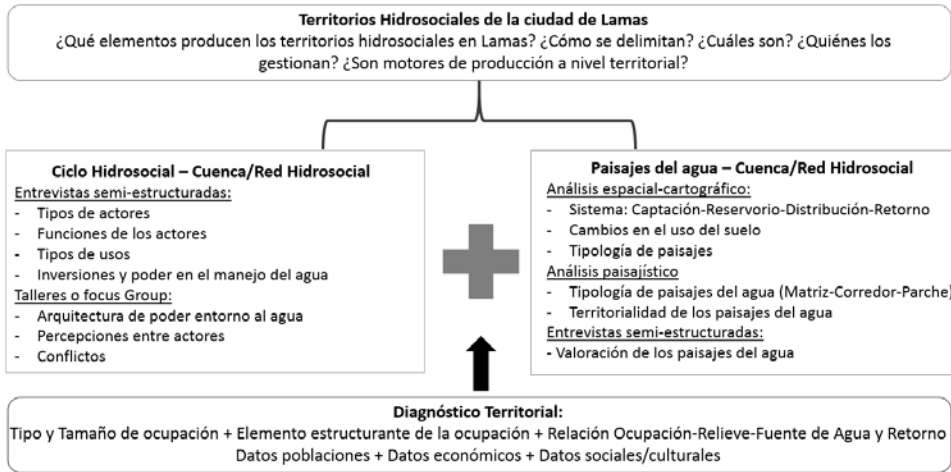 Territorios Hidrosociales de la ciudad de Lamas
¿Qué elementos producen los territorios hidrosociales en Lamas? ¿Cómo se delimitan? ¿Cuáles son? ¿Quiénes los
gestionan? ¿Son motores de producción a nivel territorial?
Ciclo Hidrosocial – Cuenca/Red Hidrosocial
Entrevistas semi-estructuradas:
- Tipos de actores
- Funciones de los actores
- Tipos de usos
- Inversiones y poder en el manejo del agua
Talleres o focus Group:
- Arquitectura de poder entorno al agua
- Percepciones entre actores
- Conflictos
Paisajes del agua – Cuenca/Red Hidrosocial
Análisis espacial-cartográfico:
- Sistema: Captación-Reservorio-Distribución-Retorno
- Cambios en el uso del suelo
- Tipología de paisajes
Análisis paisajístico
- Tipología de paisajes del agua (Matriz-Corredor-Parche)
- Territorialidad de los paisajes del agua
Entrevistas semi-estructuradas:
- Valoración de los paisajes del agua
Diagnóstico Territorial:
Tipo y Tamaño de ocupación + Elemento estructurante de la ocupación + Relación Ocupación-Relieve-Fuente de Agua y Retorno
Datos poblaciones + Datos económicos + Datos sociales/culturales